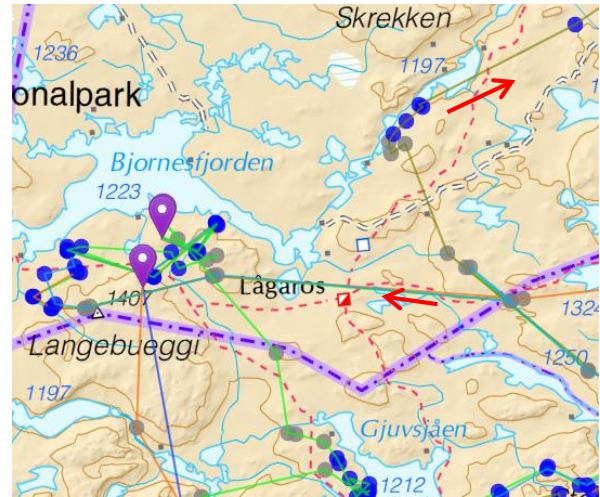 Skrekken
1236
1197
onalpark
Bjornesfjorden
1223
Lågaros
1407
1324
Langebueggi
1250
1197
Gjuvsjåen
1212